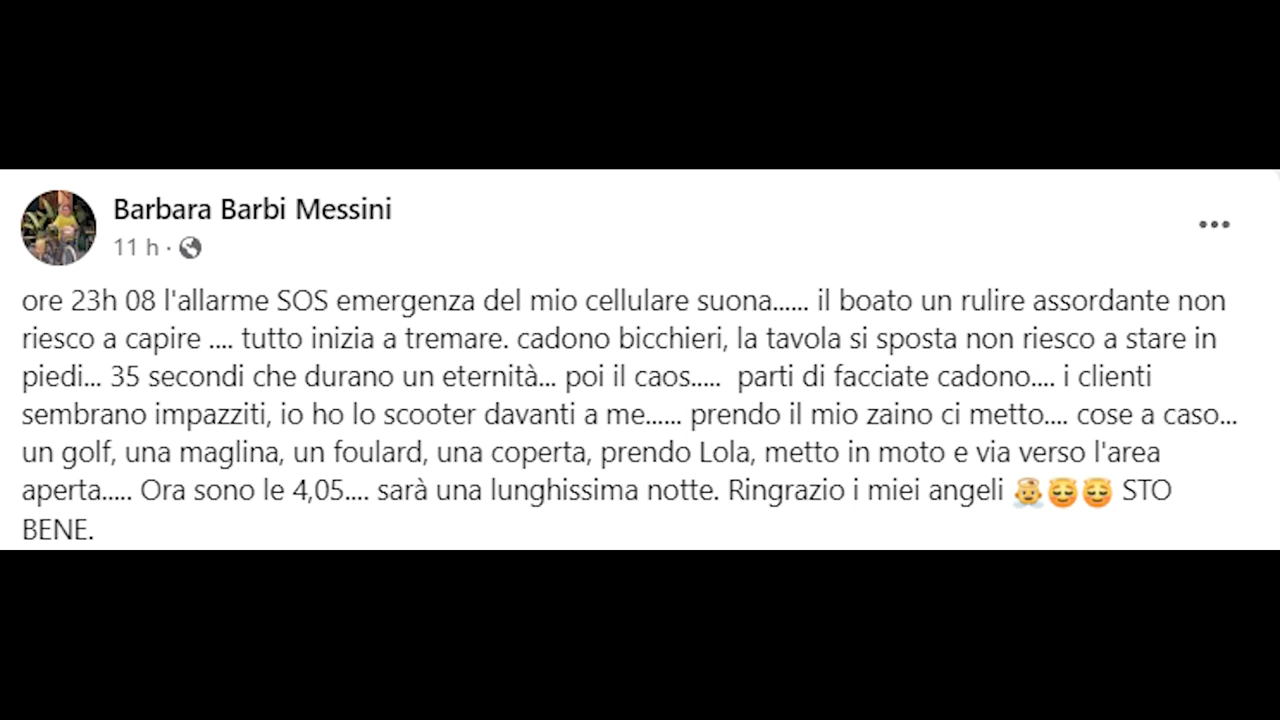 Barbara Barbi Messini
11 h ·
ore 23h 08 l'allarme SOS emergenza del mio cellulare suona...... il boato un rulire assordante non
riesco a capire .... tutto inizia a tremare. cadono bicchieri, la tavola si sposta non riesco a stare in
piedi... 35 secondi che durano un eternità... poi il caos.....  parti di facciate cadono.... i clienti
sembrano impazziti, io ho lo scooter davanti a me...... prendo il mio zaino ci metto.... cose a caso...
un golf, una maglina, un foulard, una coperta, prendo Lola, metto in moto e via verso l'area
aperta..... Ora sono le 4,05.... sarà una lunghissima notte. Ringrazio i miei angeli 👼😇😇 STO
BENE.